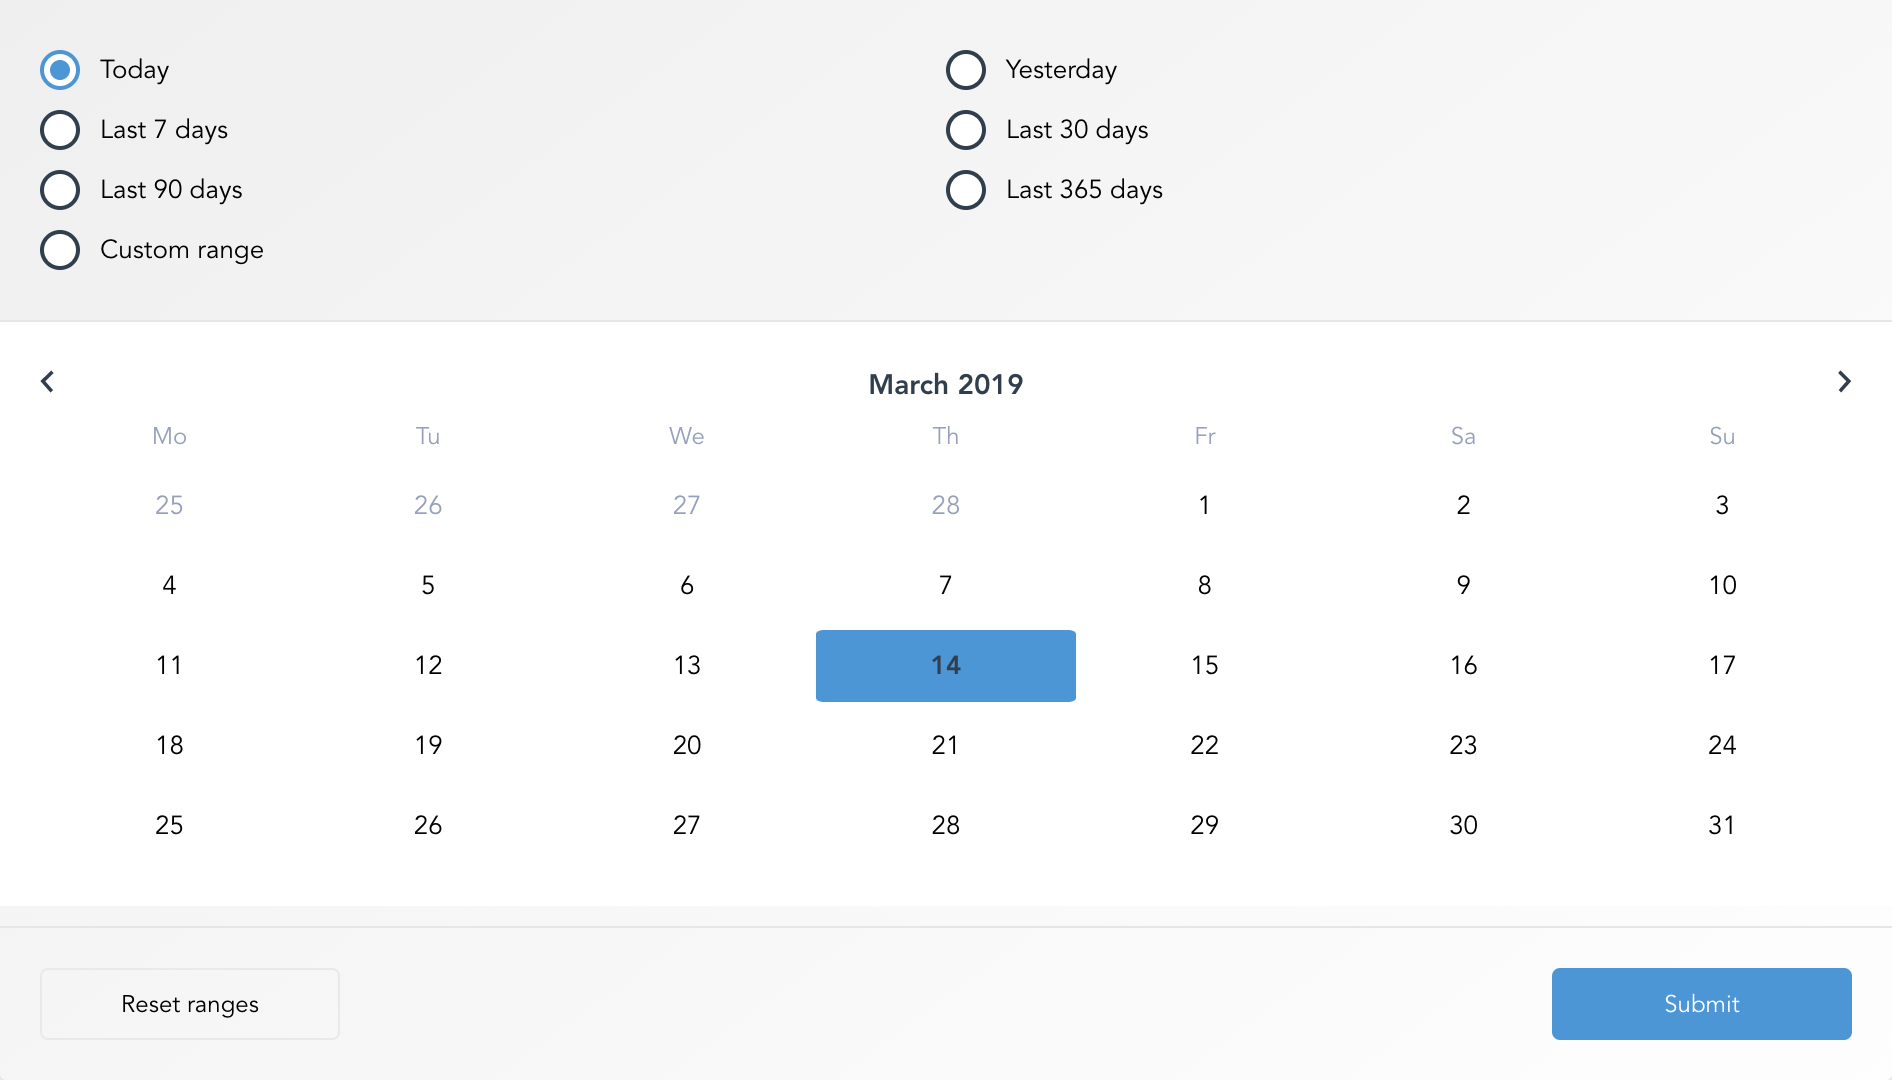 Today Yesterday
Last 7 days Last 30 days
Last 90 days Last 365 days
Custom range
March 2019
Mo Tu We Th Fr Sa Su
25 26 27 28 1 2 3
4 5 6 7 8 9 10
11 12 13 14 15 16 17
18 19 20 21 22 23 24
25 26 27 28 29 30 31
Reset ranges Submit